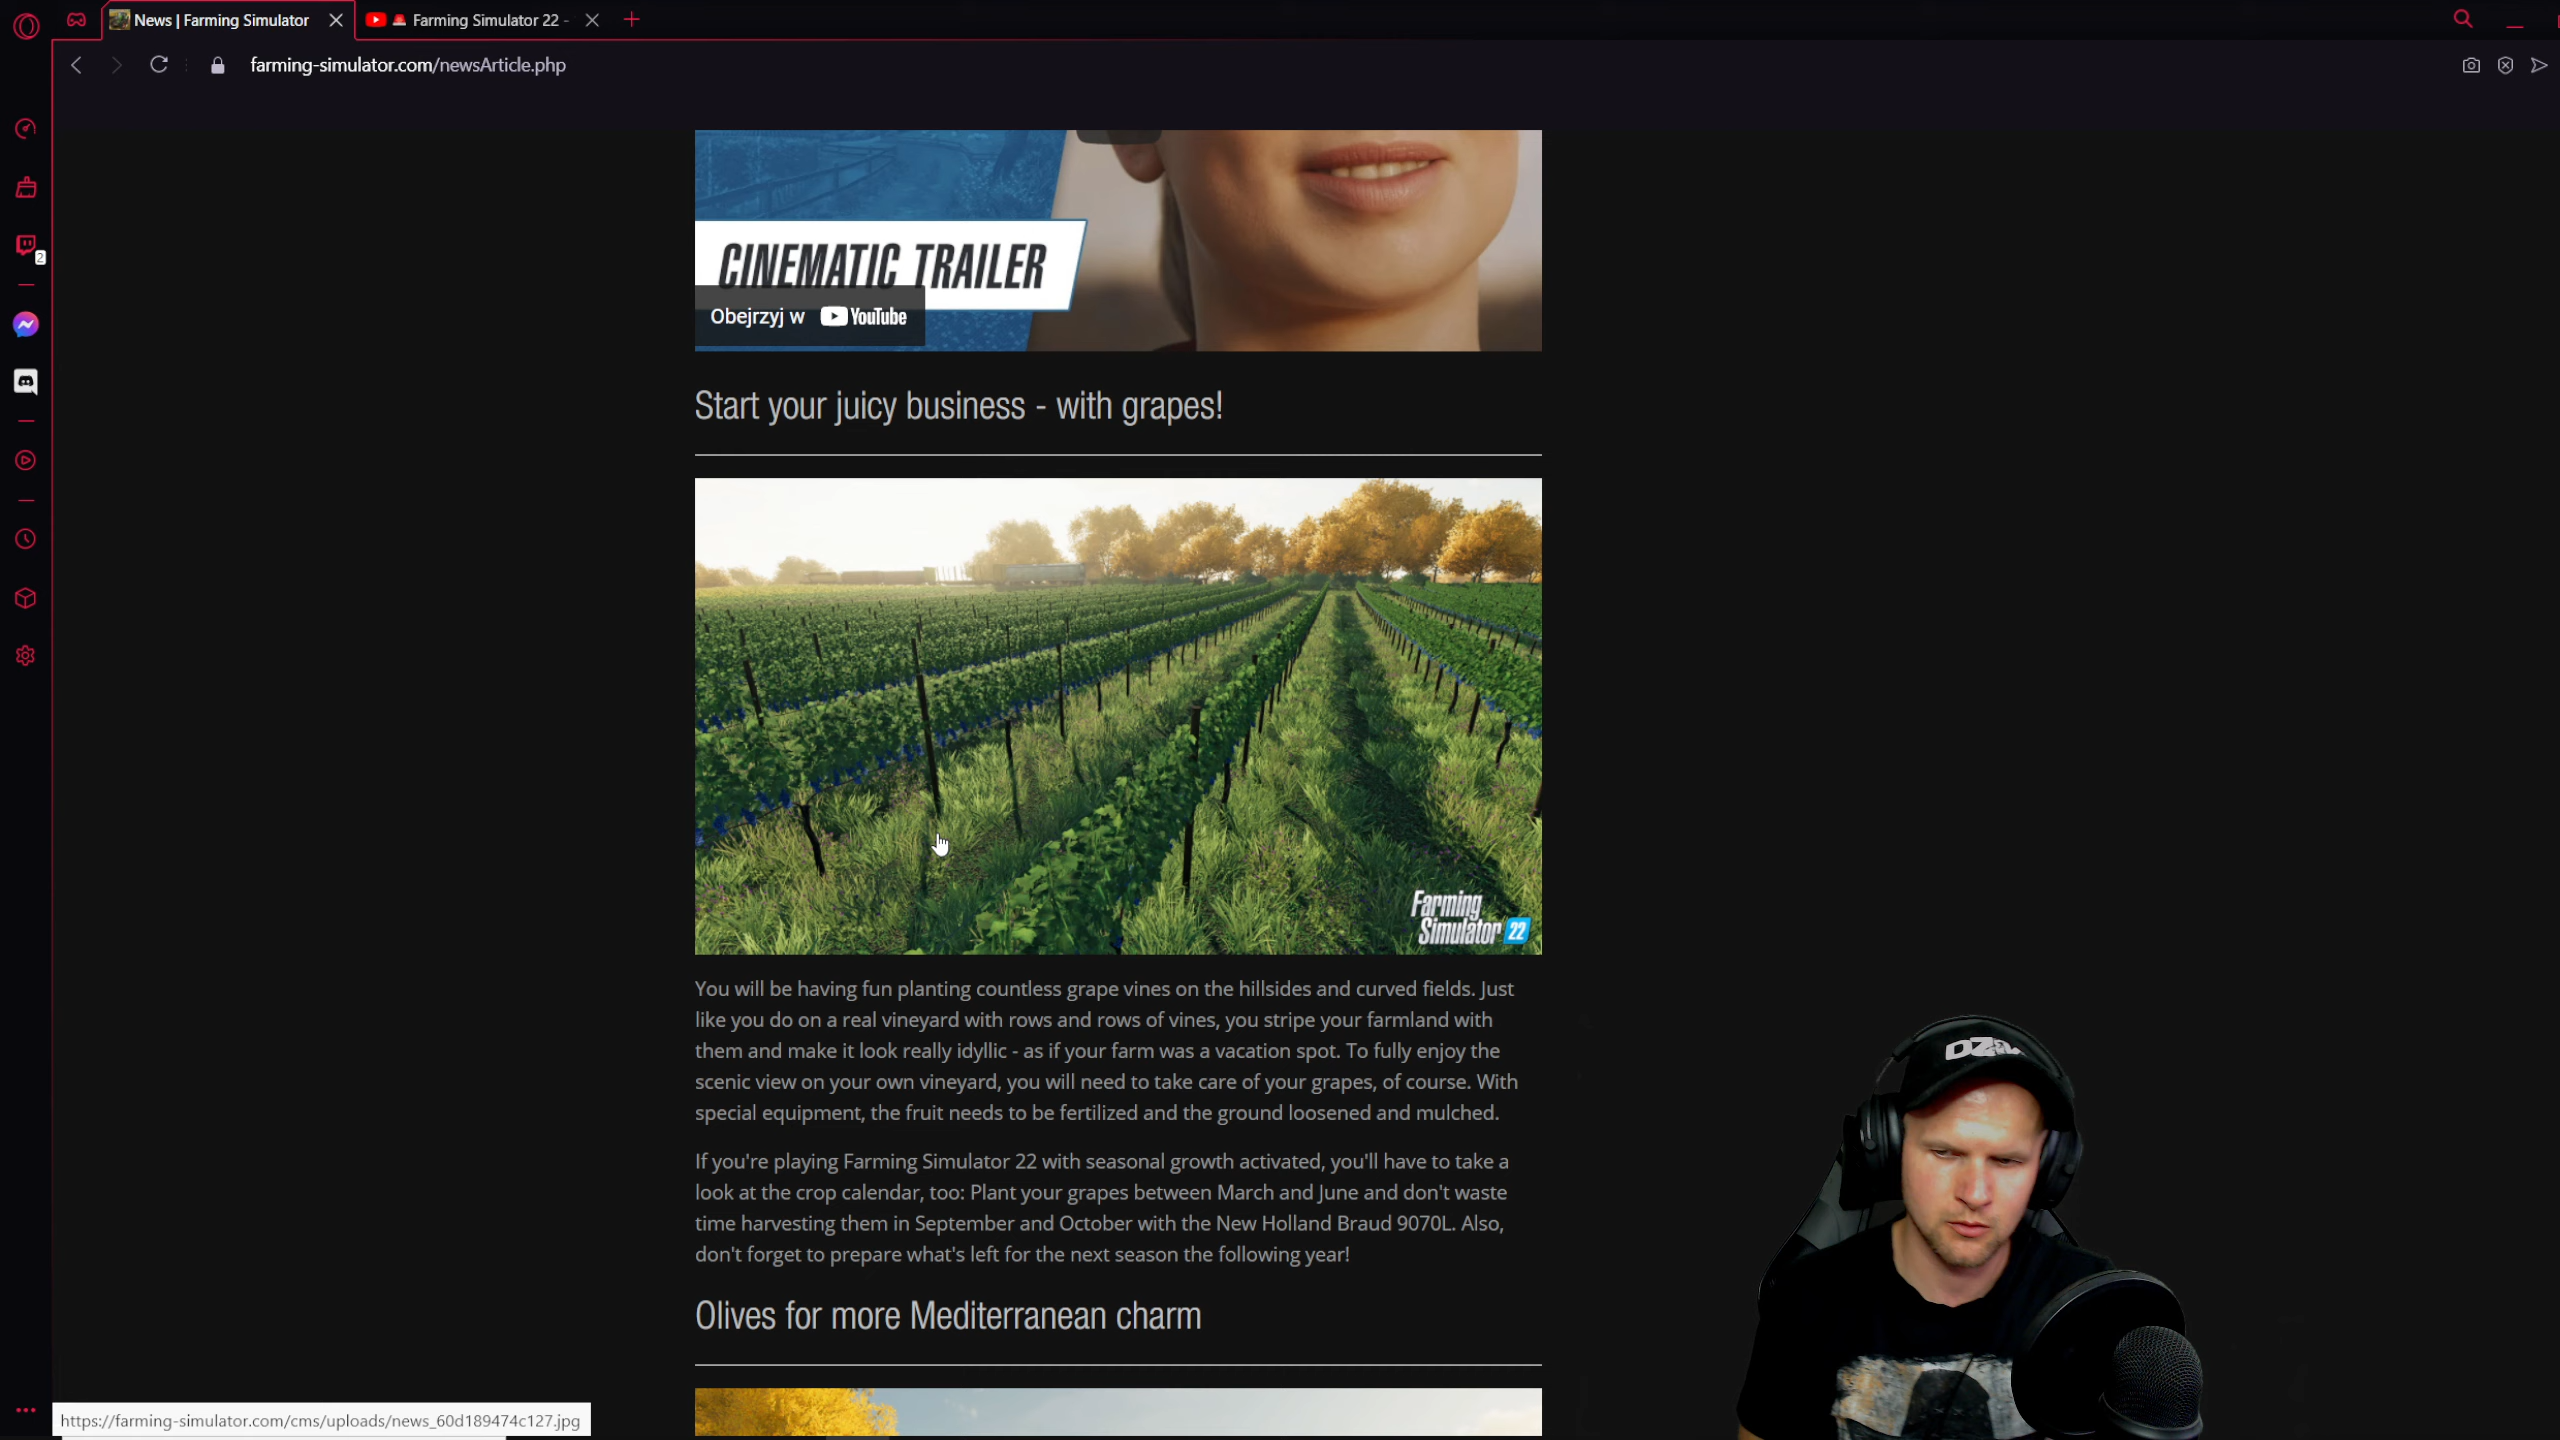 News | Farming Simulator
Farming Simulator 22 -
farming-simulator.com/newsArticle.php
2
CINEMATIC TRAILER
Obejrzyj w YouTube
Start your juicy business - with grapes!
Farming
Simulator 22
You will be having fun planting countless grape vines on the hillsides and curved fields. Just
like you do on a real vineyard with rows and rows of vines, you stripe your farmland with
them and make it look really idyllic - as if your farm was a vacation spot. To fully enjoy the
scenic view on your own vineyard, you will need to take care of your grapes, of course. With
special equipment, the fruit needs to be fertilized and the ground loosened and mulched.
If you're playing Farming Simulator 22 with seasonal growth activated, you'll have to take a
look at the crop calendar, too: Plant your grapes between March and June and don't waste
time harvesting them in September and October with the New Holland Braud 9070L. Also,
don't forget to prepare what's left for the next season the following year!
Olives for more Mediterranean charm
https://farming-simulator.com/cms/uploads/news_60d189474c127.jpg